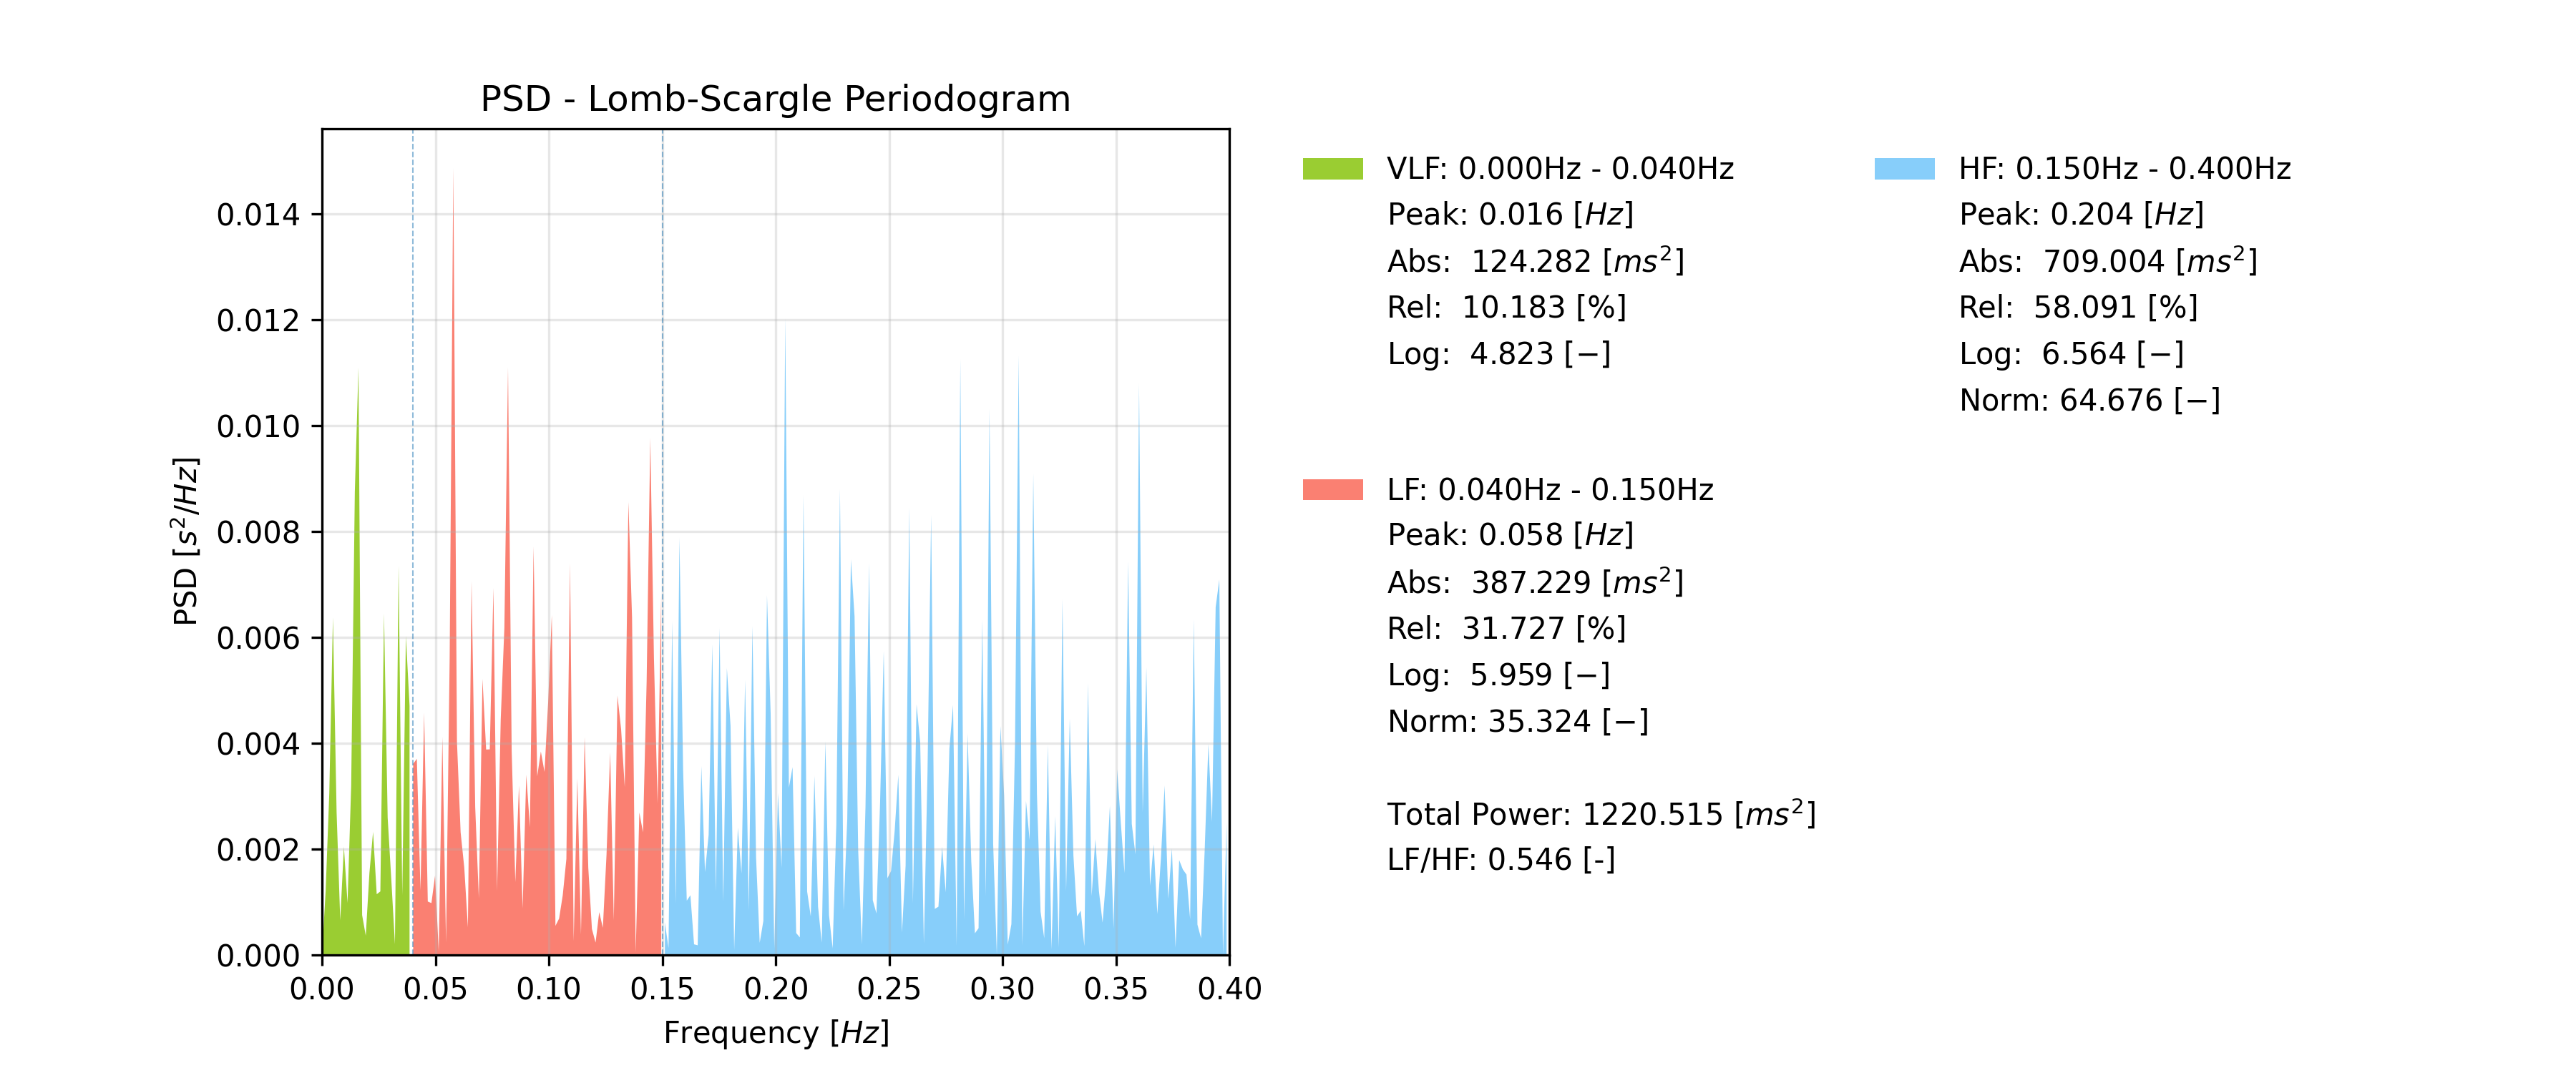 PSD - Lomb-Scargle Periodogram
PSD [s²/Hz]
0.014
0.012
0.010
0.008
0.006
0.004
0.002
0.000
0.00 0.05 0.10 0.15 0.20 0.25 0.30 0.35 0.40
Frequency [Hz]
VLF: 0.000Hz - 0.040Hz
Peak: 0.016 [Hz]
Abs: 124.282 [ms²]
Rel: 10.183 [%]
Log: 4.823 [−]
HF: 0.150Hz - 0.400Hz
Peak: 0.204 [Hz]
Abs: 709.004 [ms²]
Rel: 58.091 [%]
Log: 6.564 [−]
Norm: 64.676 [−]
LF: 0.040Hz - 0.150Hz
Peak: 0.058 [Hz]
Abs: 387.229 [ms²]
Rel: 31.727 [%]
Log: 5.959 [−]
Norm: 35.324 [−]
Total Power: 1220.515 [ms²]
LF/HF: 0.546 [-]